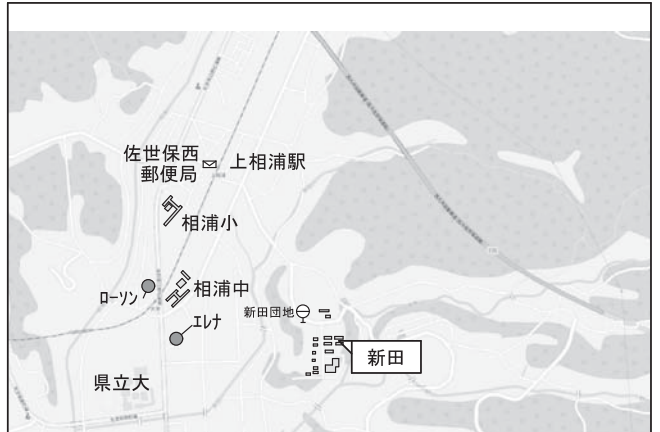 佐世保西
郵便局
上相浦駅
相浦小
ローソン
相浦中
エレナ
新田団地
新田
県立大